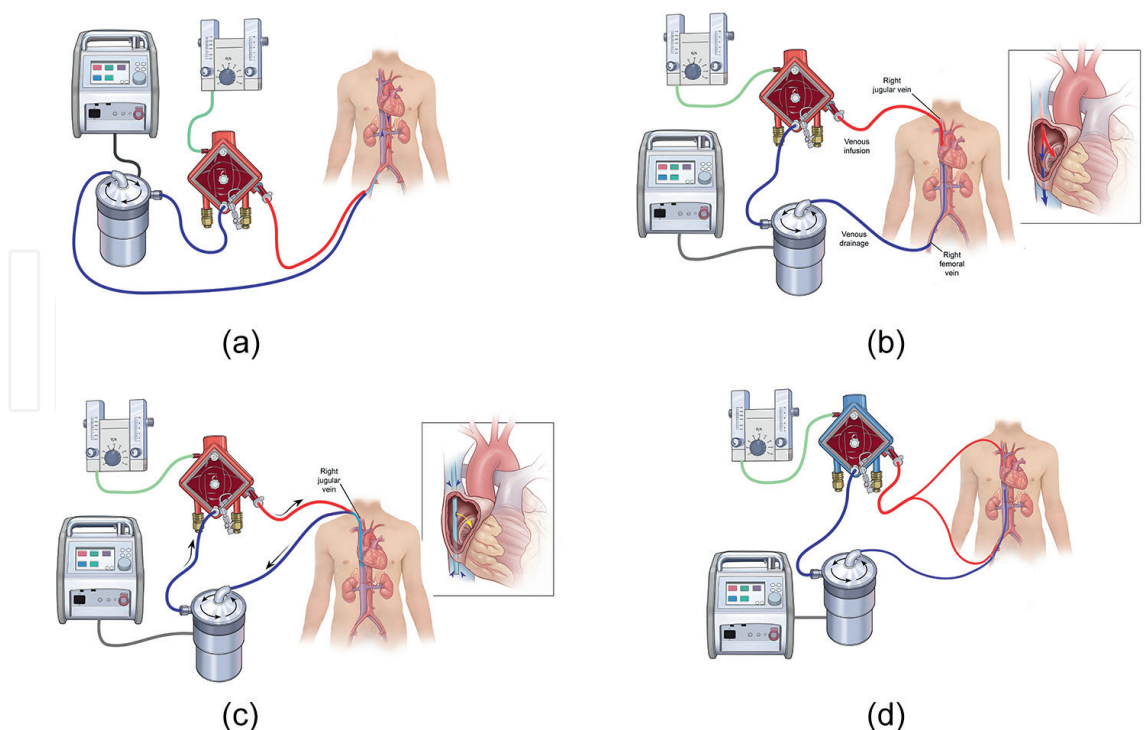 Right
jugular vein
Venous
infusion
Venous
drainage
Right
femoral
vein
(a)
(b)
Right
jugular
vein
(c)
(d)